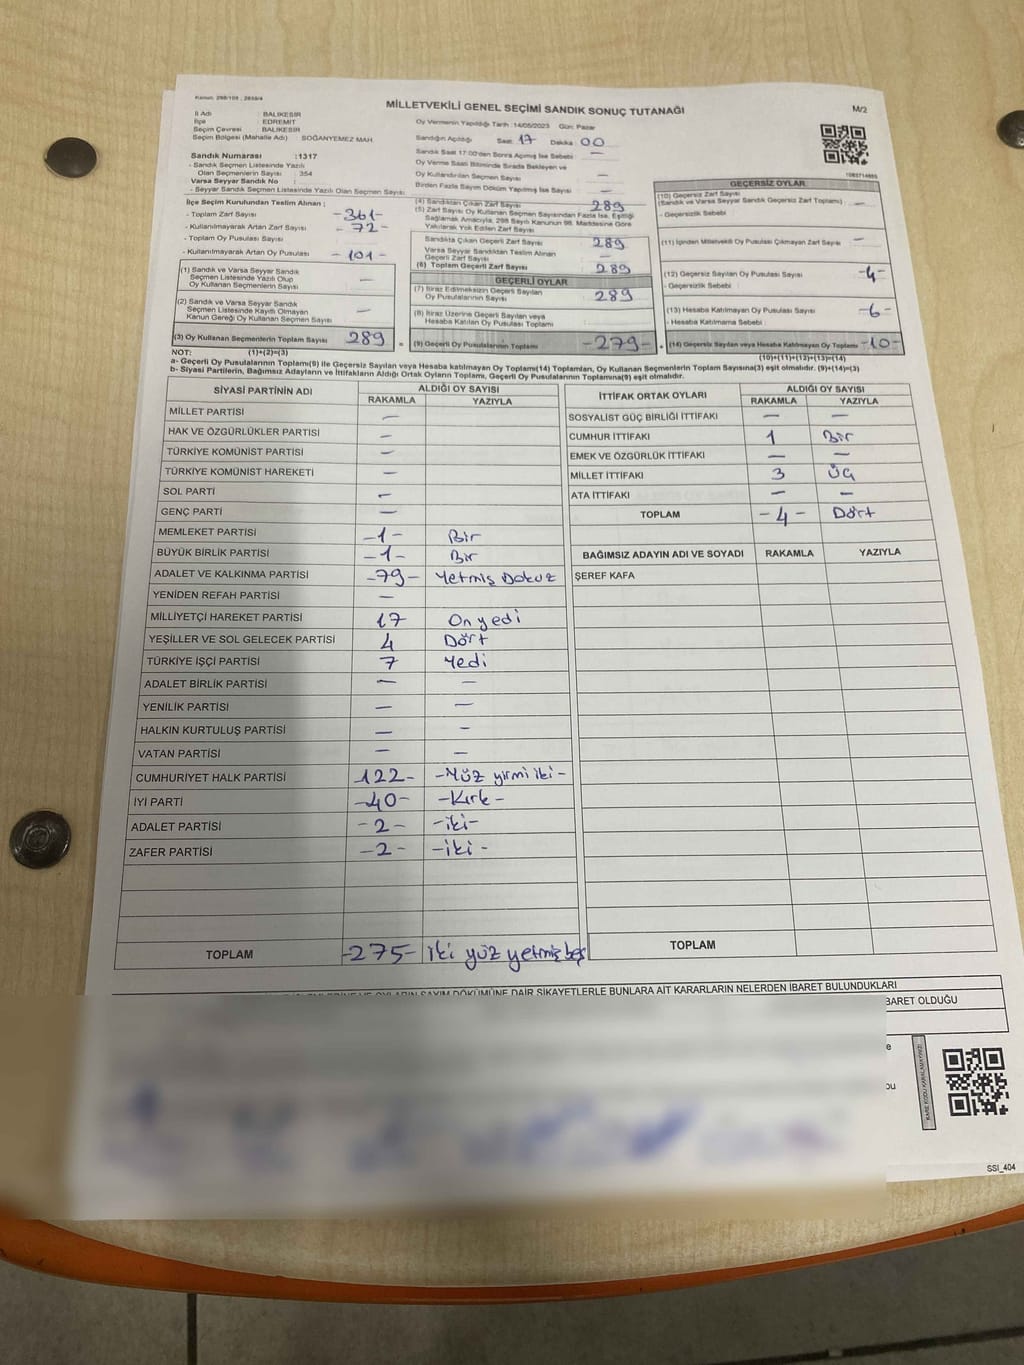 Kanun: 298/105 , 2839/4
MİLLETVEKİLİ GENEL SEÇİMİ SANDIK SONUÇ TUTANAĞI
M/2
İl Adı : BALIKESİR
İlçe : EDREMİT
Seçim Çevresi : BALIKESİR
Seçim Bölgesi (Mahalle Adı) SOĞANYEMEZ MAH.
Sandık Numarası : 1317
- Sandık Seçmen Listesinde Yazılı
Olan Seçmenlerin Sayısı : 354
Varsa Seyyar Sandık No :
- Seyyar Sandık Seçmen Listesinde Yazılı Olan Seçmen Sayısı
İlçe Seçim Kurulundan Teslim Alınan :
- Toplam Zarf Sayısı -361-
- Kullanılmayarak Artan Zarf Sayısı -72-
- Toplam Oy Pusulası Sayısı
- Kullanılmayarak Artan Oy Pusulası -101-
(1) Sandık ve Varsa Seyyar Sandık
Seçmen Listesinde Yazılı Olup
Oy Kullanan Seçmenlerin Sayısı —
(2) Sandık ve Varsa Seyyar Sandık
Seçmen Listesinde Kayıtlı Olmayan
Kanun Gereği Oy Kullanan Seçmen Sayısı —
(3) Oy Kullanan Seçmenlerin Toplam Sayısı 289 =
Oy Vermenin Yapıldığı Tarih :14/05/2023 Gün: Pazar
Sandığın Açıldığı Saat: 17 Dakika 00
Sandık Saat 17:00'den Sonra Açılmış İse Sebebi —
Oy Verme Saati Bitiminde Sırada Bekleyen ve
Oy Kullandırılan Seçmen Sayısı —
Birden Fazla Sayım Döküm Yapılmış İse Sayısı —
(4) Sandıktan Çıkan Zarf Sayısı 289
(5) Zarf Sayısı Oy Kullanan Seçmen Sayısından Fazla İse, Eşitliği
Sağlamak Amacıyla, 298 Sayılı Kanunun 98. Maddesine Göre
Yakılarak Yok Edilen Zarf Sayısı
Sandıkta Çıkan Geçerli Zarf Sayısı 289
Varsa Seyyar Sandıktan Teslim Alınan
Geçerli Zarf Sayısı —
(6) Toplam Geçerli Zarf Sayısı 289
GEÇERLİ OYLAR
(7) İtiraz Edilmeksizin Geçerli Sayılan
Oy Pusulalarının Sayısı 289
(8) İtiraz Üzerine Geçerli Sayılan veya
Hesaba Katılan Oy Pusulası Toplamı
(9) Geçerli Oy Pusulalarının Toplamı -279- +
1083714885
GEÇERSİZ OYLAR
(10) Geçersiz Zarf Sayısı
(Sandık ve Varsa Seyyar Sandık Geçersiz Zarf Toplamı) : —
- Geçersizlik Sebebi :
(11) İçinden Milletvekili Oy Pusulası Çıkmayan Zarf Sayısı —
(12) Geçersiz Sayılan Oy Pusulası Sayısı -4-
- Geçersizlik Sebebi :
(13) Hesaba Katılmayan Oy Pusulası Sayısı -6-
- Hesaba Katılmama Sebebi :
(14) Geçersiz Sayılan veya Hesaba Katılmayan Oy Toplamı -10-
NOT: (1)+(2)=(3) (10)+(11)+(12)+(13)=(14)
a- Geçerli Oy Pusulalarının Toplamı(9) ile Geçersiz Sayılan veya Hesaba Katılmayan Oy Toplamı(14) Toplamları, Oy Kullanan Seçmenlerin Toplam Sayısına(3) eşit olmalıdır. (9)+(14)=(3)
b- Siyasi Partilerin, Bağımsız Adayların ve İttifakların Aldığı Ortak Oyların Toplamı, Geçerli Oy Pusulalarının Toplamına(9) eşit olmalıdır.
SİYASİ PARTİNİN ADI ALDIĞI OY SAYISI
RAKAMLA YAZIYLA
MİLLET PARTİSİ —
HAK VE ÖZGÜRLÜKLER PARTİSİ —
TÜRKİYE KOMÜNİST PARTİSİ —
TÜRKİYE KOMÜNİST HAREKETİ —
SOL PARTİ —
GENÇ PARTİ —
MEMLEKET PARTİSİ -1- Bir
BÜYÜK BİRLİK PARTİSİ -1- Bir
ADALET VE KALKINMA PARTİSİ -79- Yetmiş Dokuz
YENİDEN REFAH PARTİSİ —
MİLLİYETÇİ HAREKET PARTİSİ 17 On yedi
YEŞİLLER VE SOL GELECEK PARTİSİ 4 Dört
TÜRKİYE İŞÇİ PARTİSİ 7 Yedi
ADALET BİRLİK PARTİSİ — —
YENİLİK PARTİSİ — —
HALKIN KURTULUŞ PARTİSİ — —
VATAN PARTİSİ — —
CUMHURİYET HALK PARTİSİ -122- -Yüz yirmi iki-
İYİ PARTİ -40- -Kırk-
ADALET PARTİSİ -2- -iki-
ZAFER PARTİSİ -2- -iki-
TOPLAM -275- iki yüz yetmiş beş
İTTİFAK ORTAK OYLARI ALDIĞI OY SAYISI
RAKAMLA YAZIYLA
SOSYALİST GÜÇ BİRLİĞİ İTTİFAKI — —
CUMHUR İTTİFAKI 1 Bir
EMEK VE ÖZGÜRLÜK İTTİFAKI — —
MİLLET İTTİFAKI 3 Üç
ATA İTTİFAKI — —
TOPLAM -4- Dört
BAĞIMSIZ ADAYIN ADI VE SOYADI RAKAMLA YAZIYLA
ŞEREF KAFA
TOPLAM
OYLARIN SAYIM DÖKÜMÜNE DAİR ŞİKAYETLERLE BUNLARA AİT KARARLARIN NELERDEN İBARET BULUNDUKLARI
İBARET OLDUĞU
KARE KODU KARALAMAYINIZ!
SSI_404